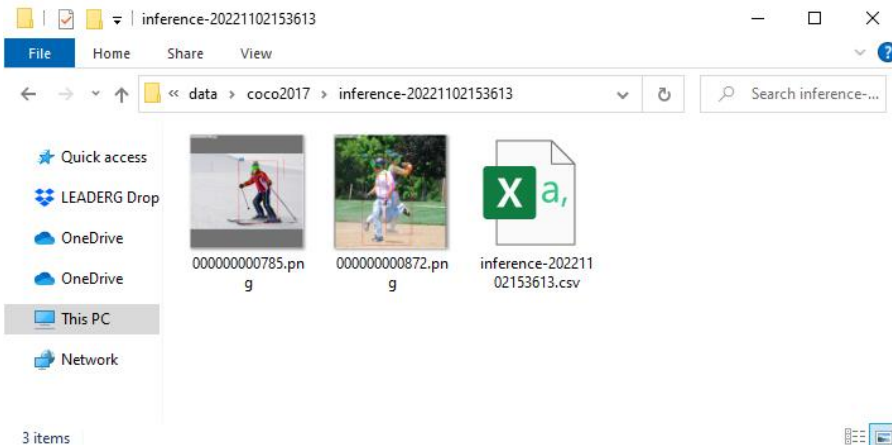 inference-20221102153613
File Home Share View
« data > coco2017 > inference-20221102153613
Search inference-...
Quick access
LEADERG Drop
OneDrive
OneDrive
This PC
Network
000000000785.pn
g
000000000872.pn
g
X a,
inference-202211
02153613.csv
3 items